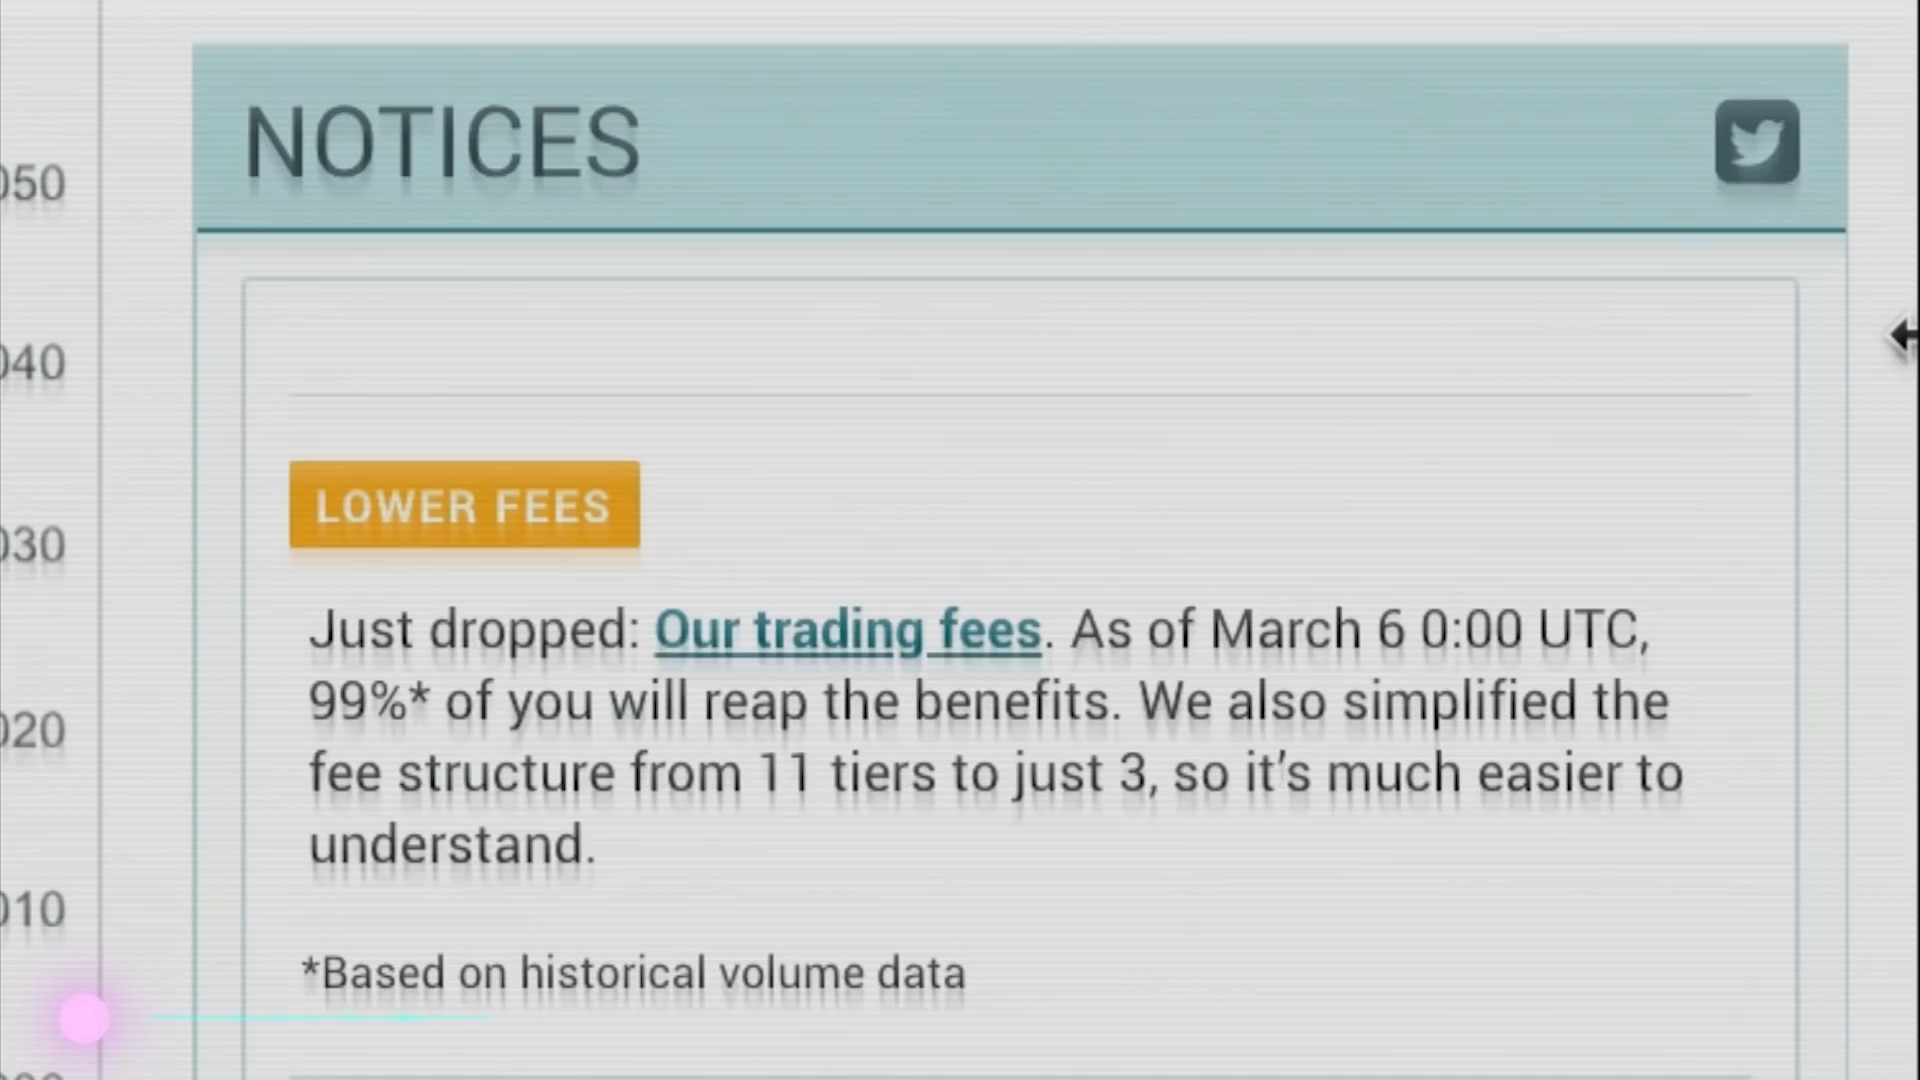 NOTICES
050
040
LOWER FEES
030
Just dropped: Our trading fees. As of March 6 0:00 UTC,
99%* of you will reap the benefits. We also simplified the
020
fee structure from 11 tiers to just 3, so it's much easier to
understand.
010
*Based on historical volume data